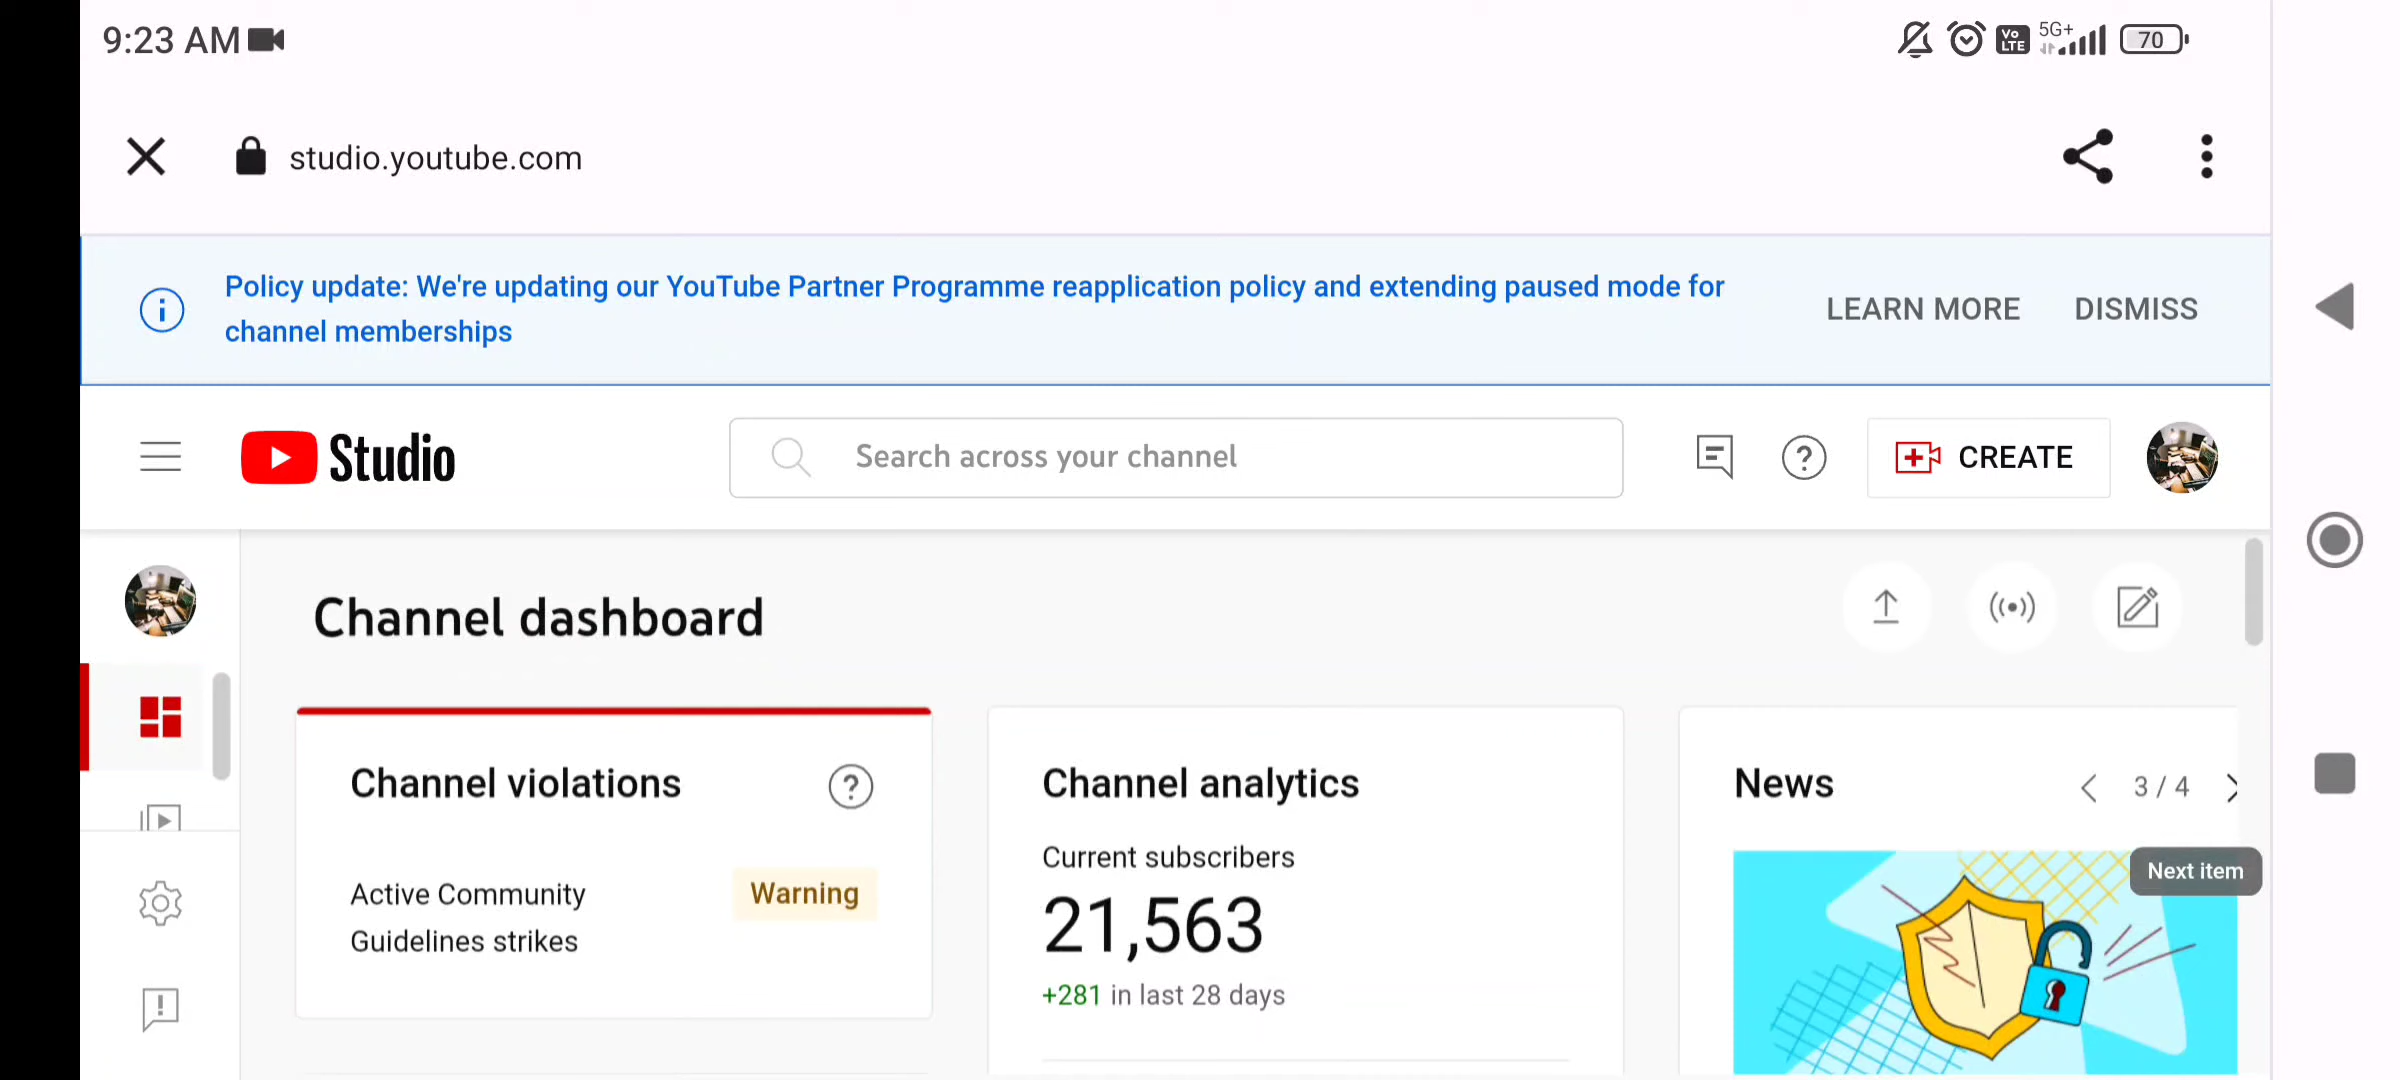 9:23 AM
Vo LTE
5G+
70
studio.youtube.com
Policy update: We're updating our YouTube Partner Programme reapplication policy and extending paused mode for
channel memberships
LEARN MORE
DISMISS
Studio
Search across your channel
CREATE
Channel dashboard
Channel violations
Active Community
Guidelines strikes
Warning
Channel analytics
Current subscribers
21,563
+281 in last 28 days
News
3 / 4
Next item